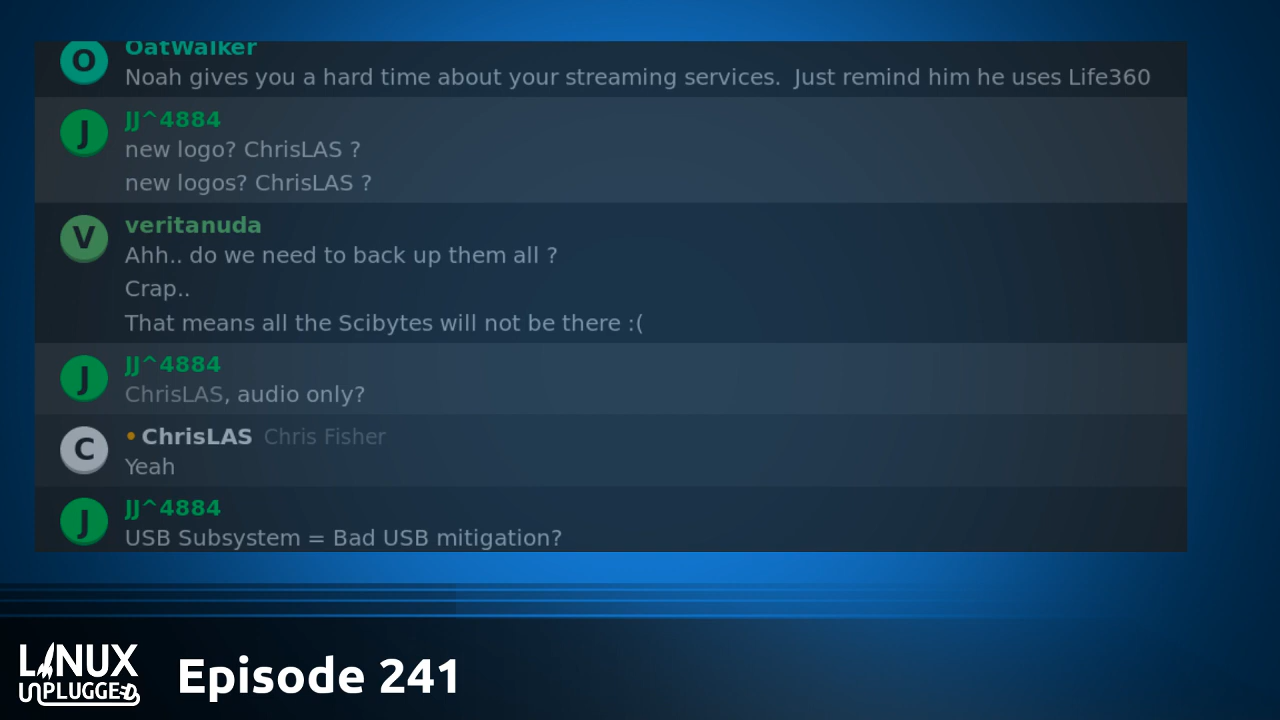 O
OatWalker
Noah gives you a hard time about your streaming services.  Just remind him he uses Life360
J
JJ^4884
new logo? ChrisLAS ?
new logos? ChrisLAS ?
V
veritanuda
Ahh.. do we need to back up them all ?
Crap..
That means all the Scibytes will not be there :(
J
JJ^4884
ChrisLAS, audio only?
C
• ChrisLAS Chris Fisher
Yeah
J
JJ^4884
USB Subsystem = Bad USB mitigation?
LINUX
UNPLUGGED
Episode 241